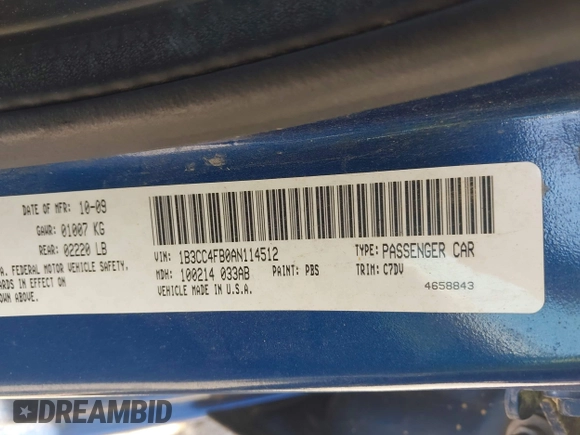 DATE OF MFR: 10-09
GAWR: 01007 KG
REAR: 02220 LB
A. FEDERAL MOTOR VEHICLE SAFETY,
ARDS IN EFFECT ON
OWN ABOVE.
VIN: 1B3CC4FB0AN114512
TYPE: PASSENGER CAR
MDH: 100214 033AB
PAINT: PBS
TRIM: C7DV
VEHICLE MADE IN U.S.A.
4658843
DREAMBID